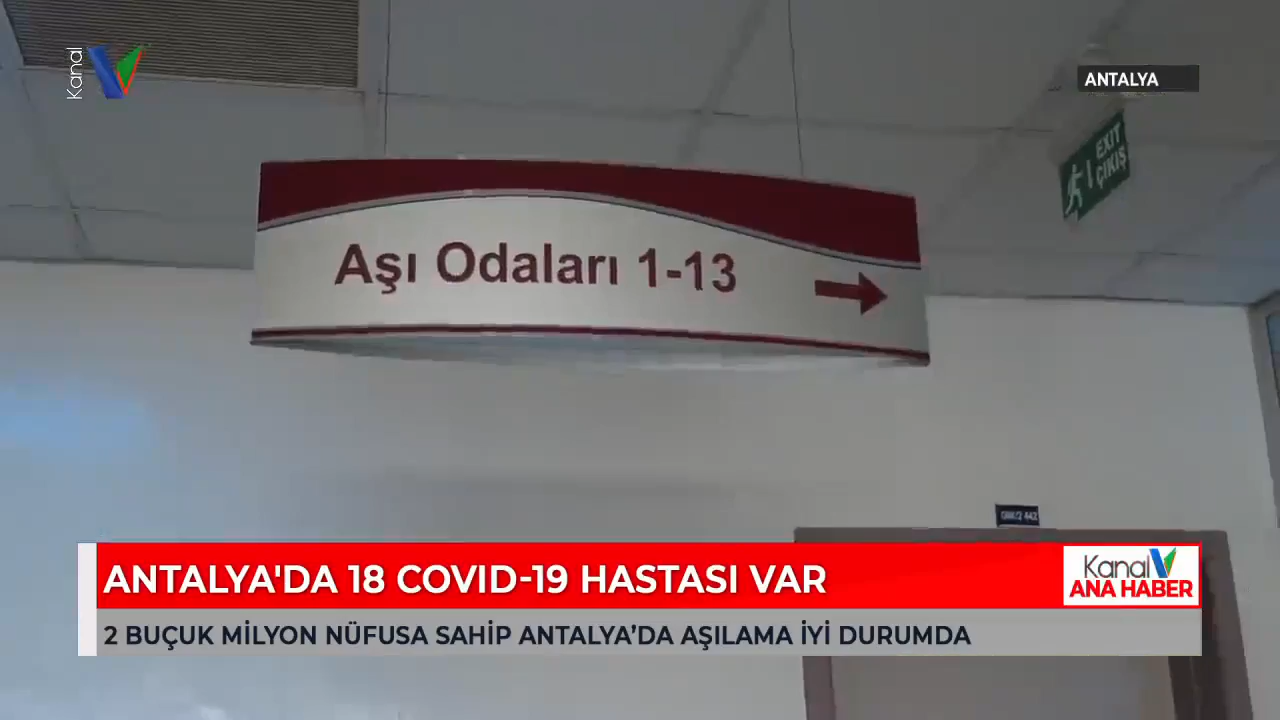 Kanal V
ANTALYA
EXIT
ÇIKIŞ
Aşı Odaları 1-13
ANTALYA'DA 18 COVID-19 HASTASI VAR
Kanal V
ANA HABER
2 BUÇUK MİLYON NÜFUSA SAHİP ANTALYA’DA AŞILAMA İYİ DURUMDA